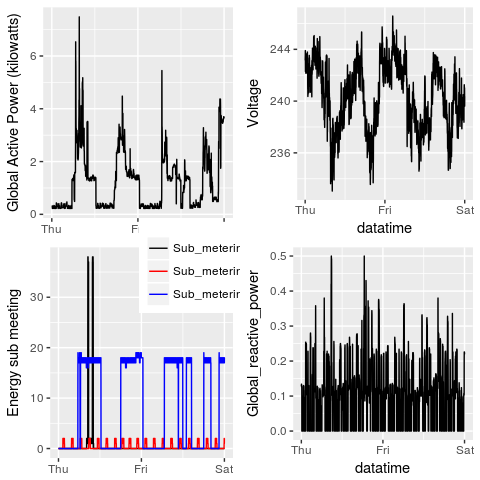 Global Active Power (kilowatts)
6
4
2
0
Thu
Fr
Voltage
244
240
236
Thu
Fri
Sat
datatime
Energy sub meeting
30
20
10
0
Thu
Fri
Sat
Sub_meterir
Sub_meterir
Sub_meterir
Global_reactive_power
0.5
0.4
0.3
0.2
0.1
0.0
Thu
Fri
Sat
datatime